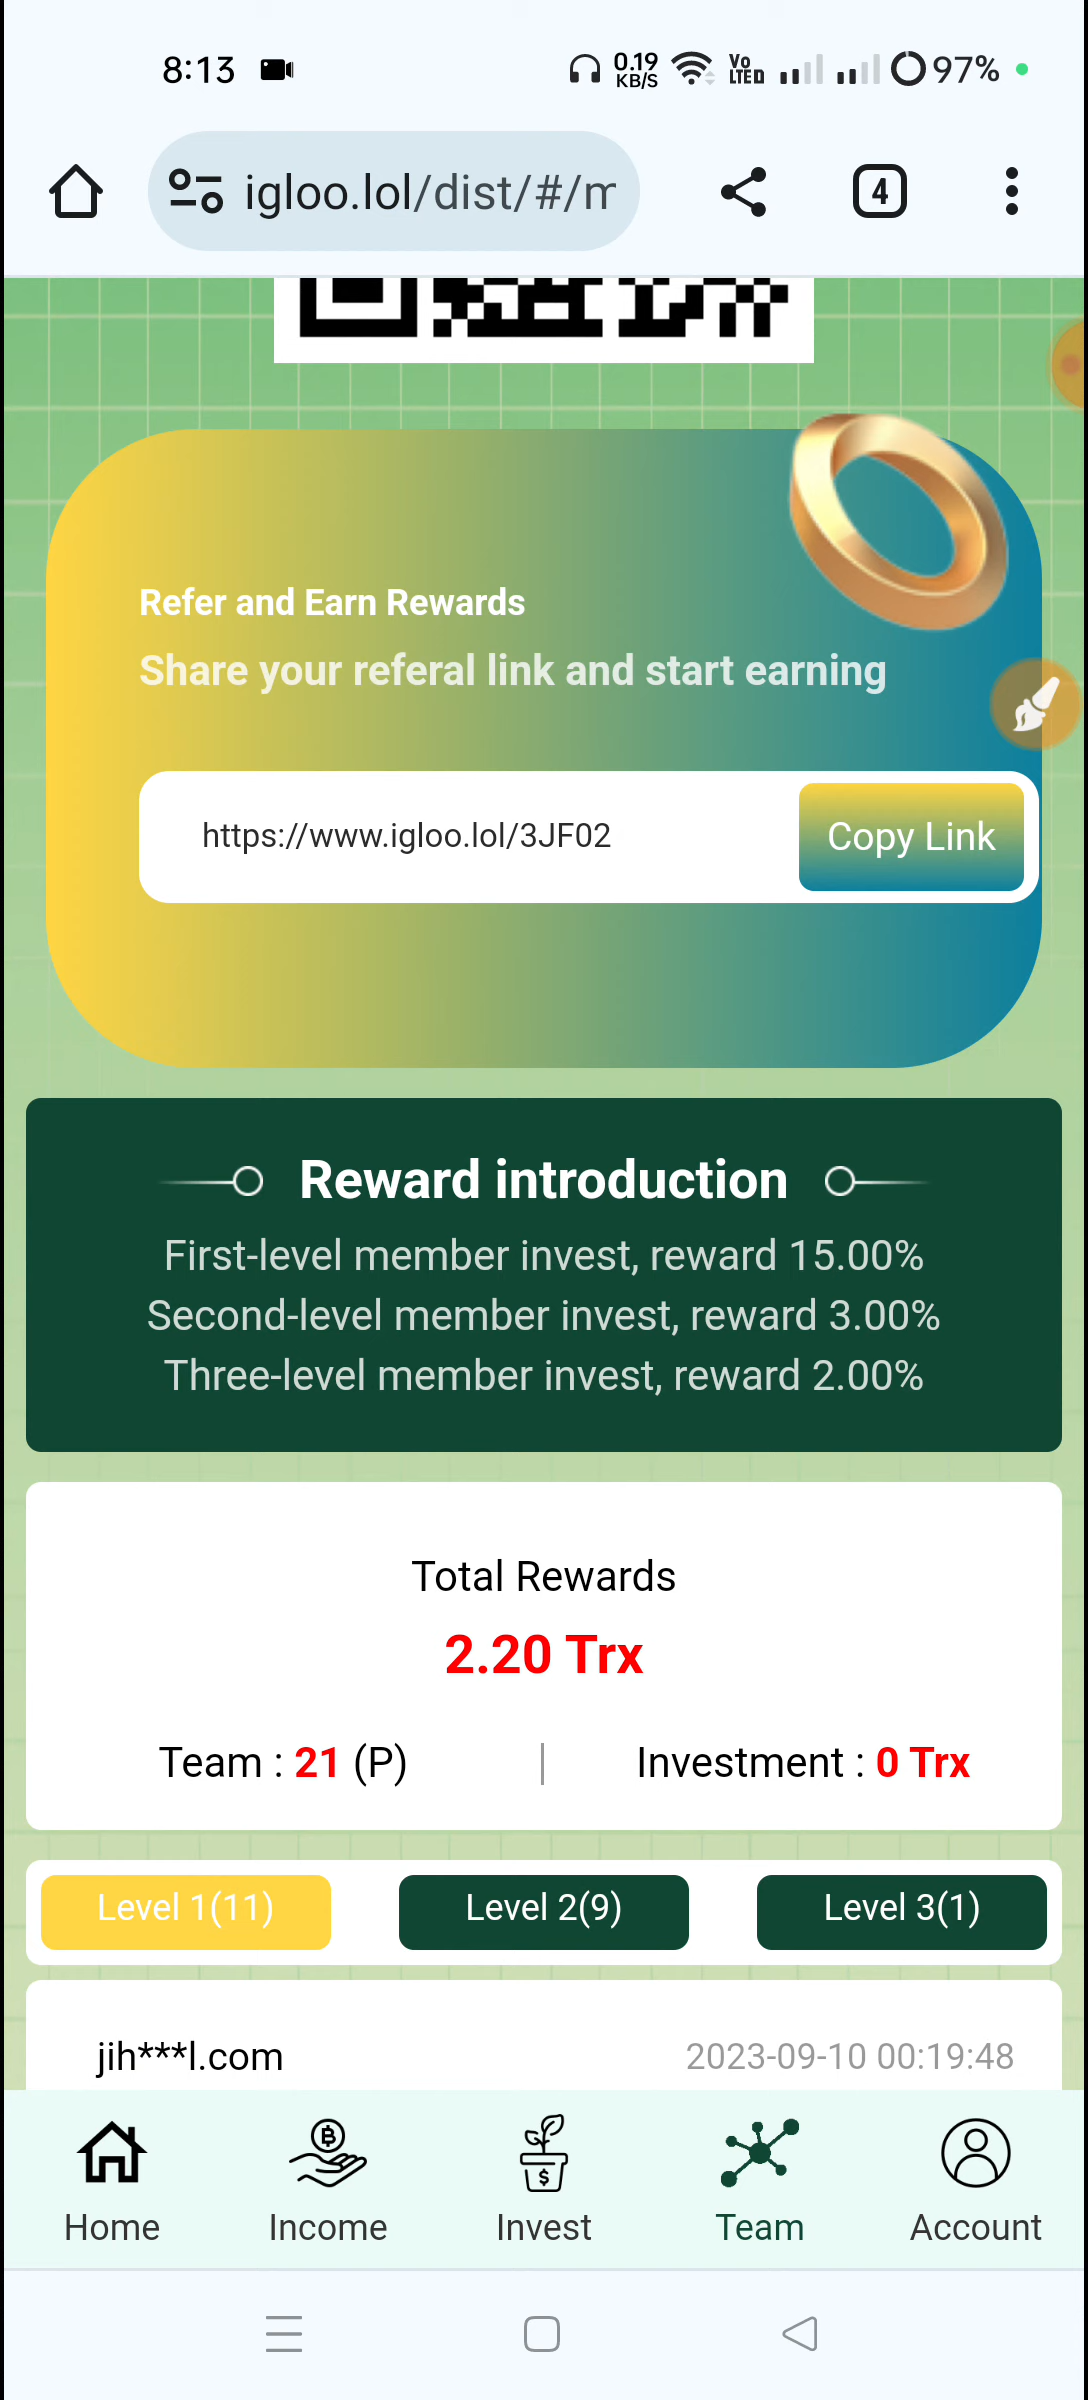 8:13
0.19
KB/S
Vo
LTED
97%
igloo.lol/dist/#/m
4
Refer and Earn Rewards
Share your referal link and start earning
https://www.igloo.lol/3JF02
Copy Link
Reward introduction
First-level member invest, reward 15.00%
Second-level member invest, reward 3.00%
Three-level member invest, reward 2.00%
Total Rewards
2.20 Trx
Team : 21 (P)
Investment : 0 Trx
Level 1(11)
Level 2(9)
Level 3(1)
jih***l.com
2023-09-10 00:19:48
Home
Income
Invest
Team
Account